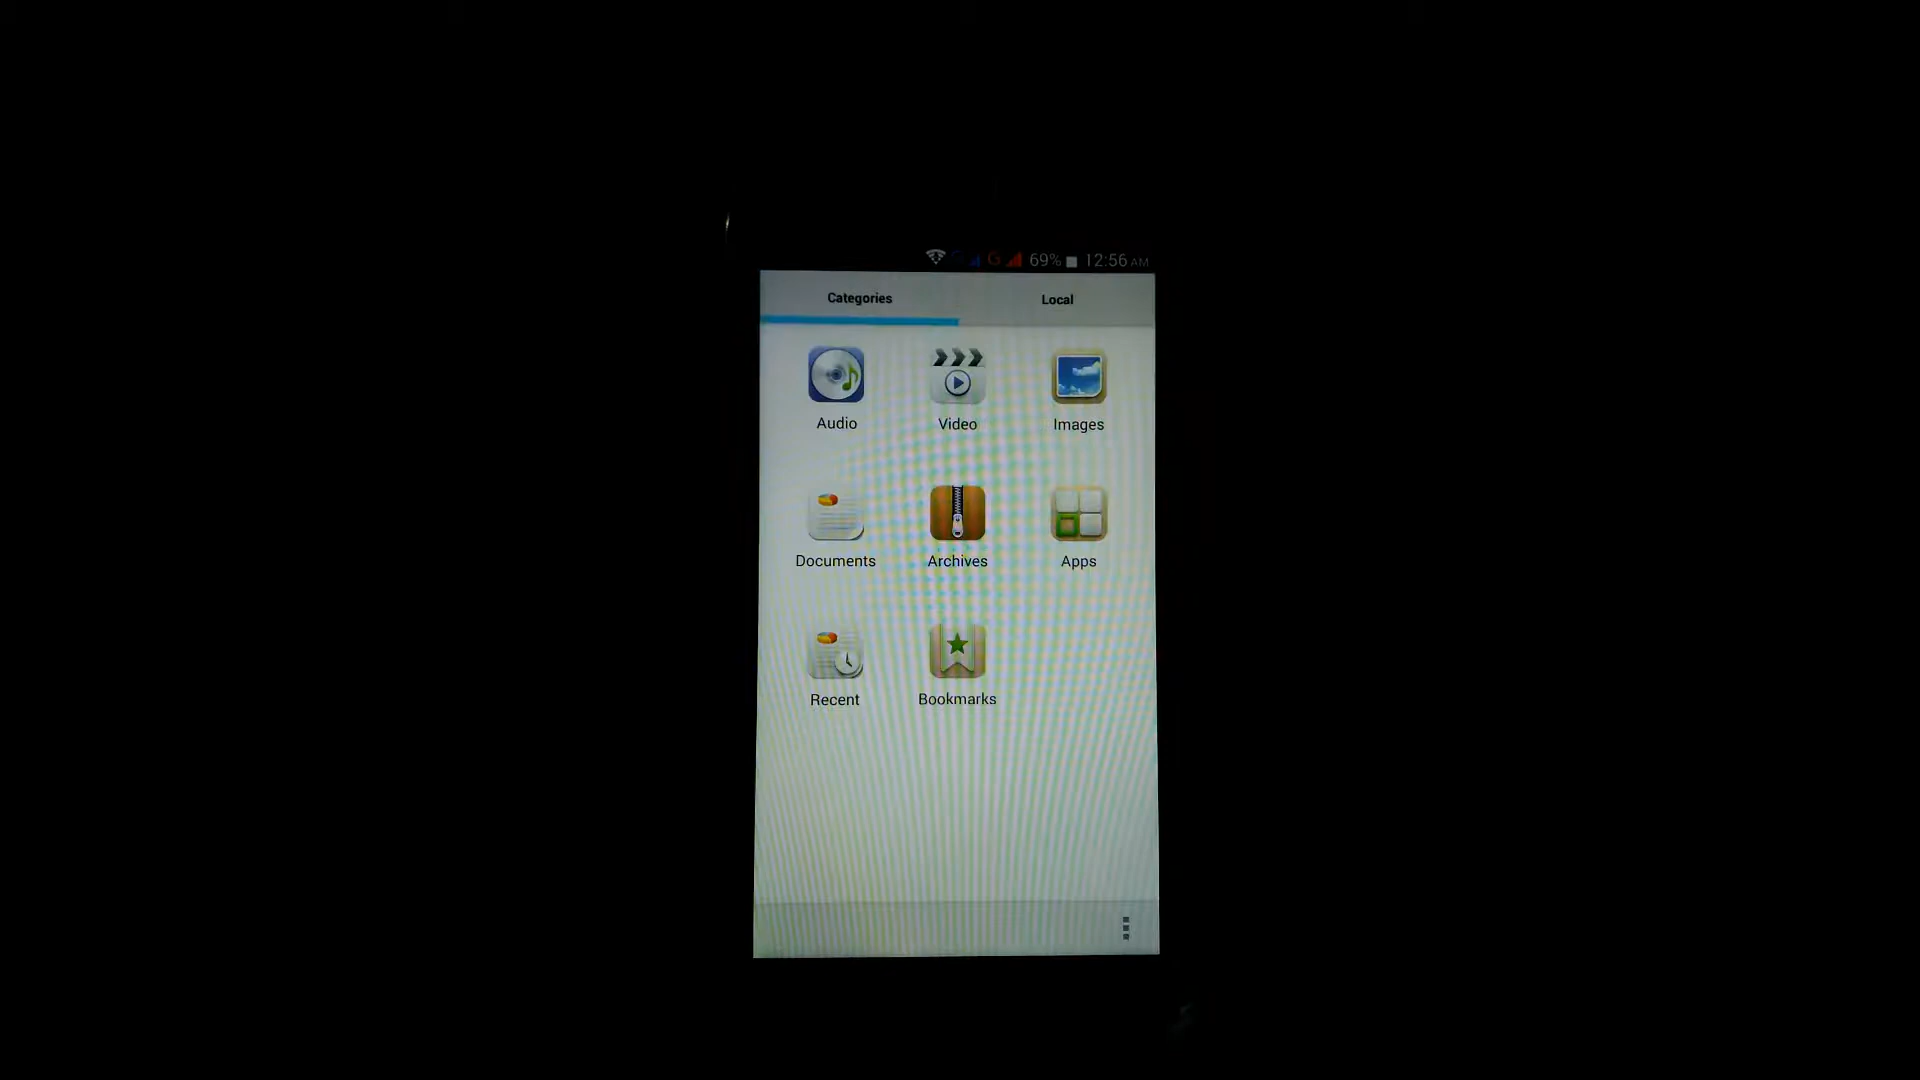 G 69% 12:56 AM
Categories Local
Audio Video Images
Documents Archives Apps
Recent Bookmarks